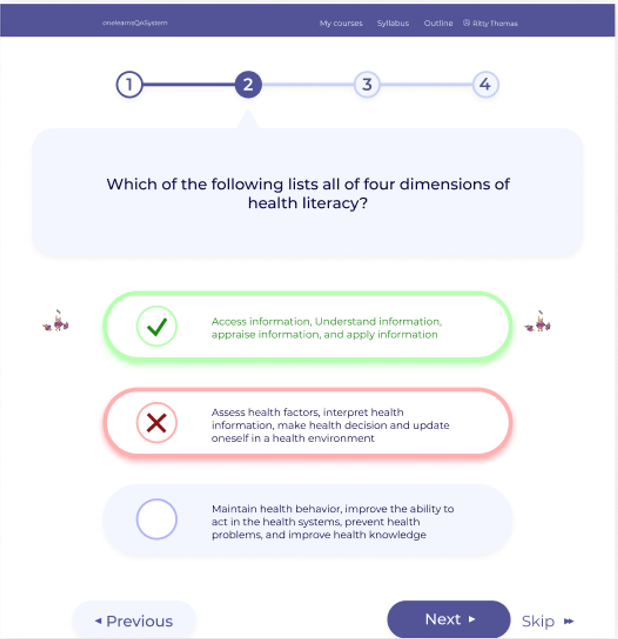 onelearnsQASystem
My courses Syllabus Outline Ritty Thomas
1 2 3 4
Which of the following lists all of four dimensions of
health literacy?
Access information, Understand information,
appraise information, and apply information
Assess health factors, interpret health
information, make health decision and update
oneself in a health environment
Maintain health behavior, improve the ability to
act in the health systems, prevent health
problems, and improve health knowledge
Previous Next Skip